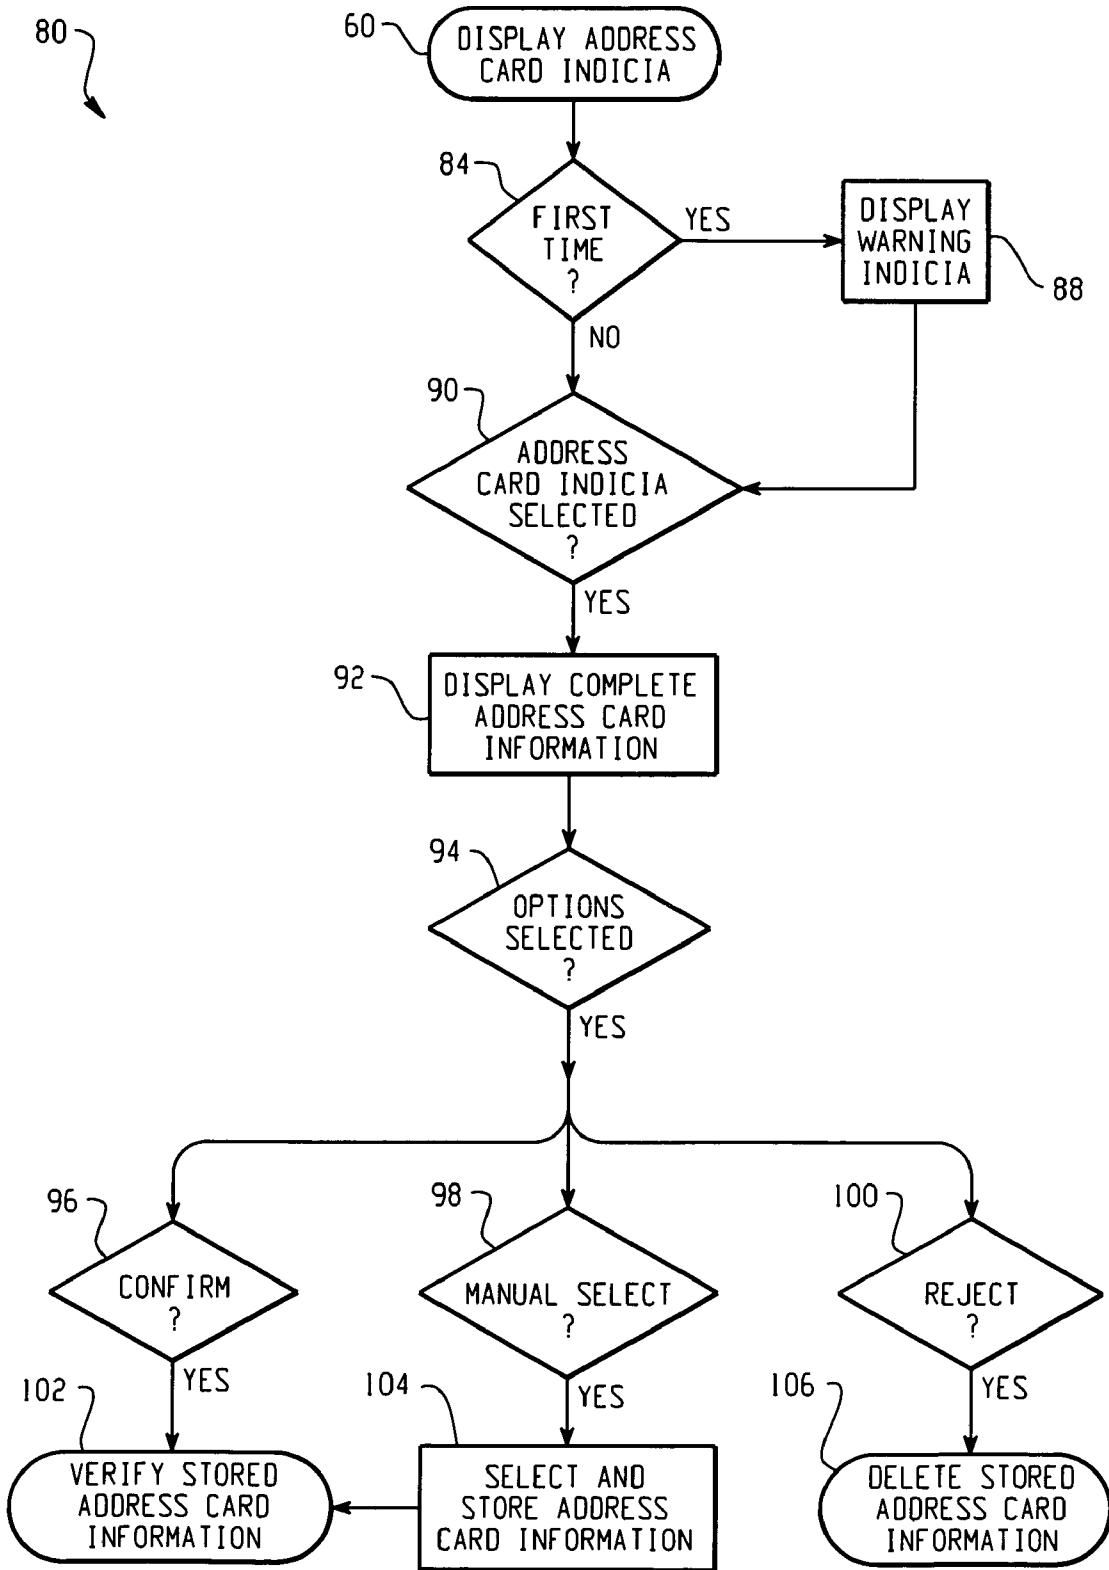 80
60
DISPLAY ADDRESS
CARD INDICIA
84
FIRST
TIME
?
YES
DISPLAY
WARNING
INDICIA
88
NO
90
ADDRESS
CARD INDICIA
SELECTED
?
YES
92
DISPLAY COMPLETE
ADDRESS CARD
INFORMATION
94
OPTIONS
SELECTED
?
YES
96
CONFIRM
?
YES
98
MANUAL SELECT
?
YES
100
REJECT
?
YES
102
VERIFY STORED
ADDRESS CARD
INFORMATION
104
SELECT AND
STORE ADDRESS
CARD INFORMATION
106
DELETE STORED
ADDRESS CARD
INFORMATION